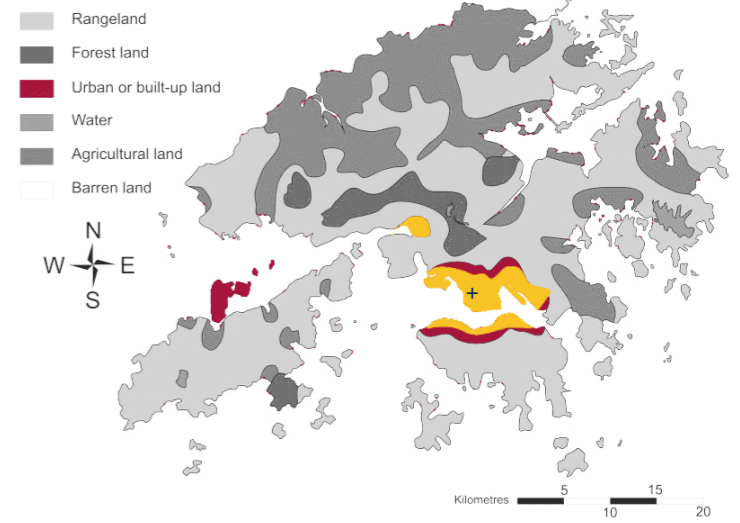 Rangeland
Forest land
Urban or built-up land
Water
Agricultural land
Barren land
N
W E
S
Kilometres 5 15
10 20